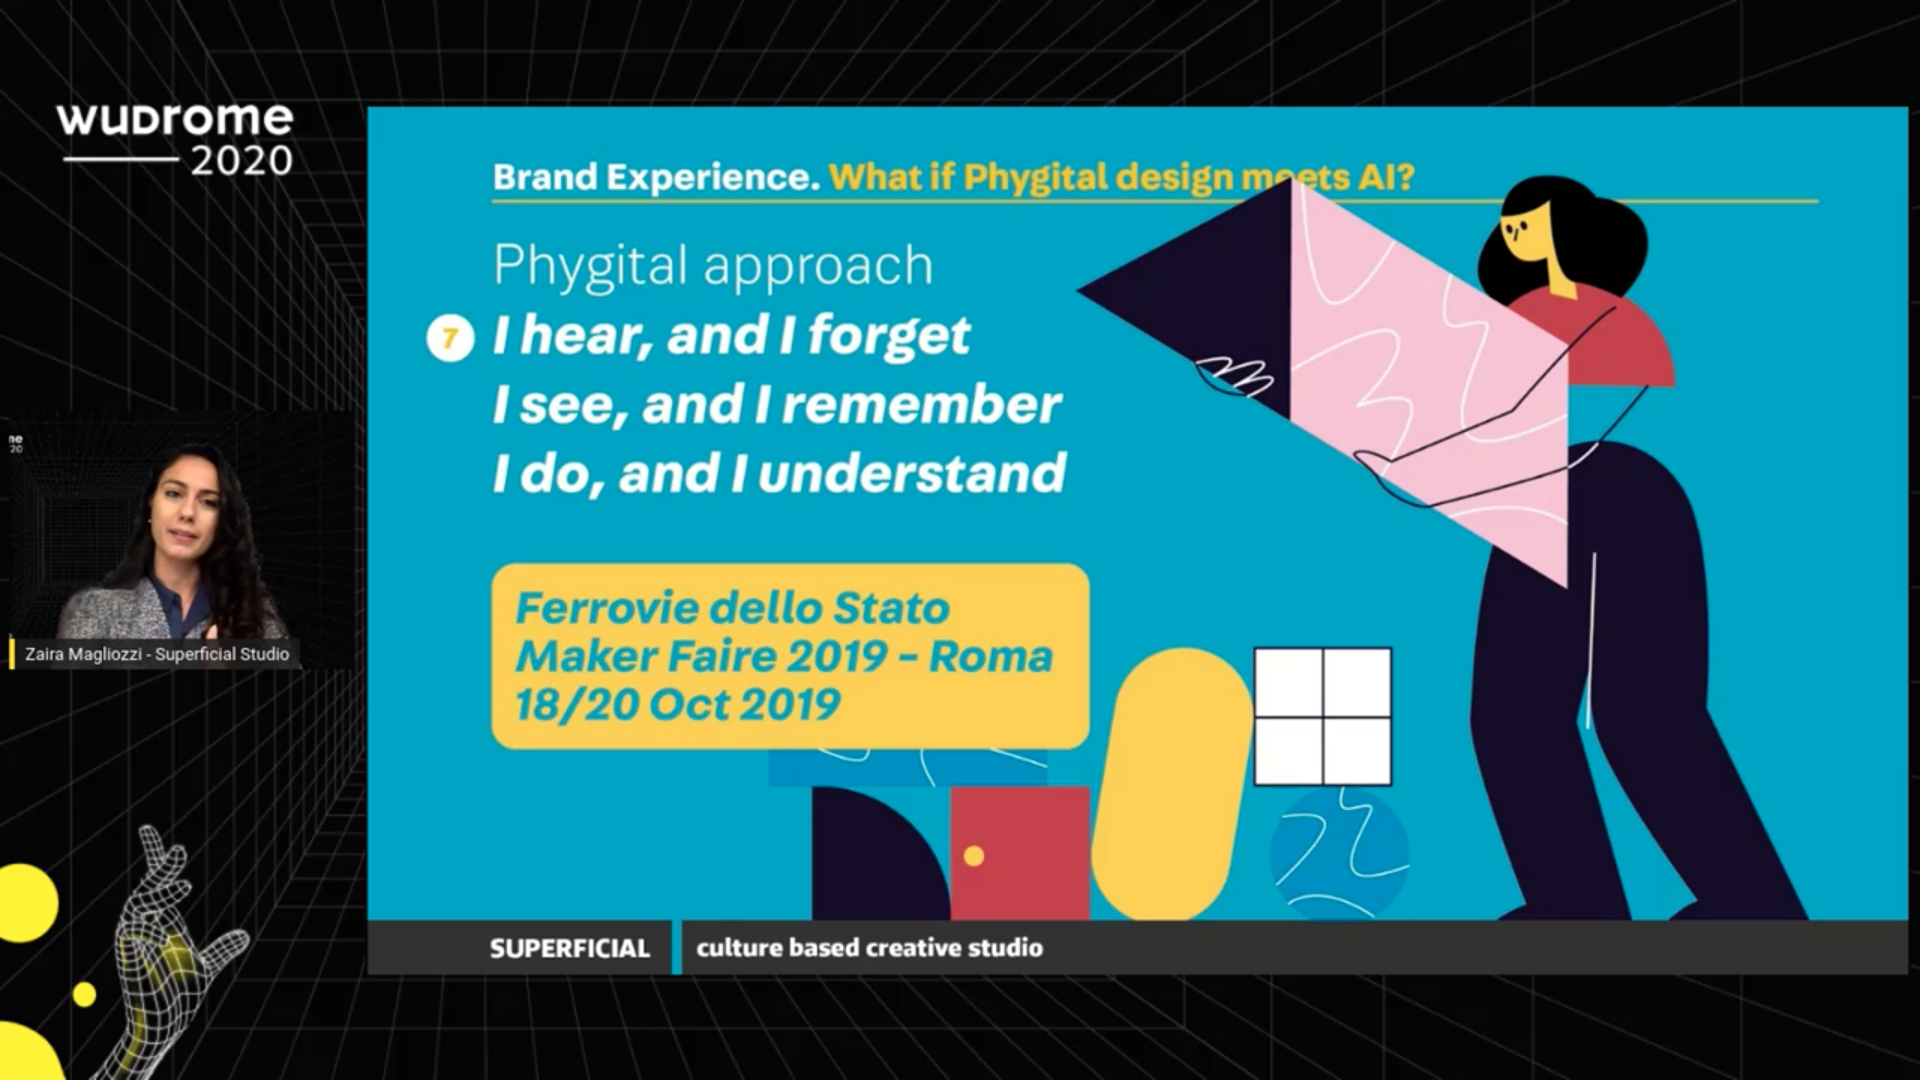 wudrome
2020
Brand Experience. What if Phygital design meets AI?
Phygital approach
7
I hear, and I forget
I see, and I remember
I do, and I understand
Ferrovie dello Stato
Maker Faire 2019 - Roma
18/20 Oct 2019
me
20
Zaira Magliozzi - Superficial Studio
SUPERFICIAL
culture based creative studio